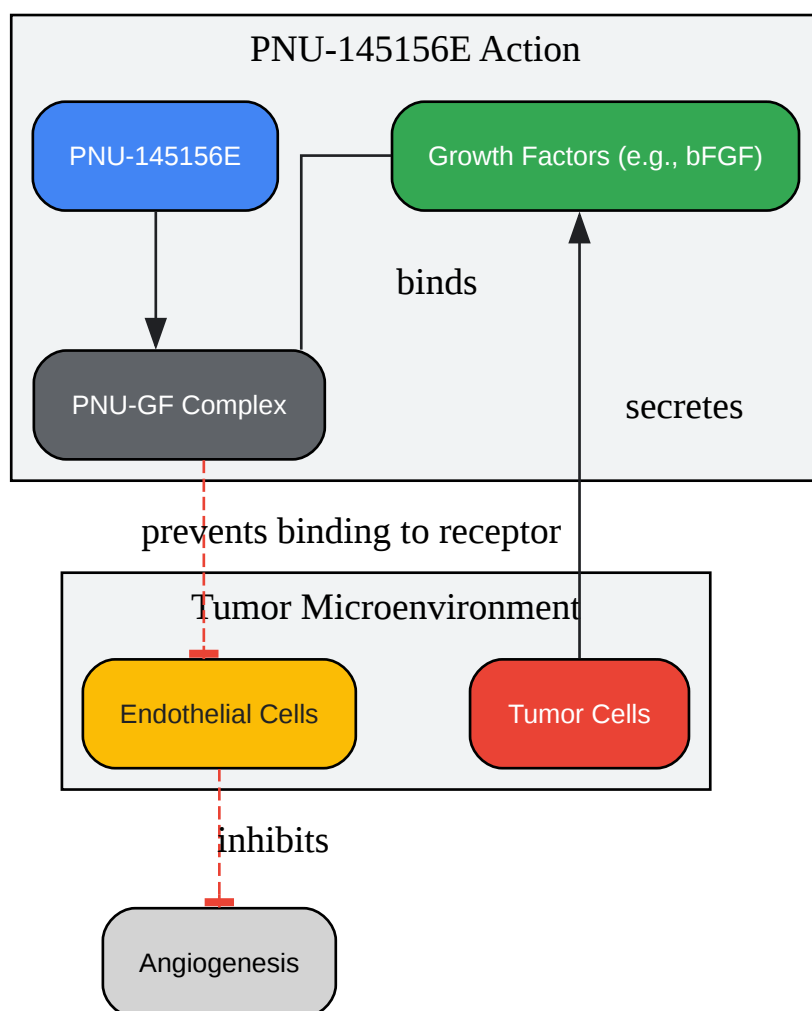 PNU-145156E Action
PNU-145156E
Growth Factors (e.g., bFGF)
binds
PNU-GF Complex
secretes
prevents binding to receptor
Tumor Microenvironment
Endothelial Cells
Tumor Cells
inhibits
Angiogenesis